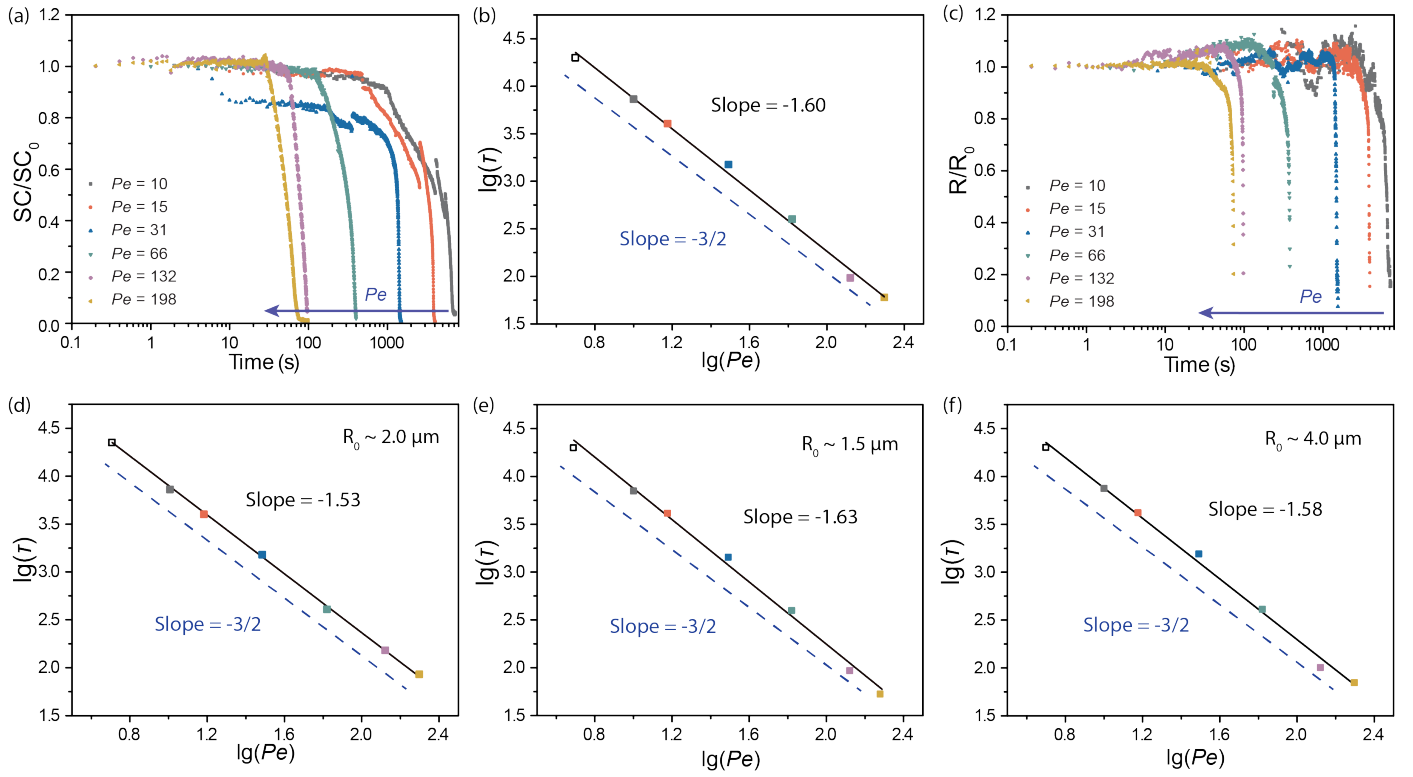 (a)
1.2
1.0
0.8
0.6
0.4
0.2
0.0
SC/SC0
Pe = 10
Pe = 15
Pe = 31
Pe = 66
Pe = 132
Pe = 198
Pe
0.1 1 10 100 1000
Time (s)
(b)
4.5
4.0
3.5
3.0
2.5
2.0
1.5
lg(τ)
Slope = -1.60
Slope = -3/2
0.8 1.2 1.6 2.0 2.4
lg(Pe)
(c)
1.2
1.0
0.8
0.6
0.4
0.2
0.0
R/R0
Pe = 10
Pe = 15
Pe = 31
Pe = 66
Pe = 132
Pe = 198
Pe
0.1 1 10 100 1000
Time (s)
(d)
4.5
4.0
3.5
3.0
2.5
2.0
1.5
lg(τ)
R0 ~ 2.0 μm
Slope = -1.53
Slope = -3/2
0.8 1.2 1.6 2.0 2.4
lg(Pe)
(e)
4.5
4.0
3.5
3.0
2.5
2.0
1.5
lg(τ)
R0 ~ 1.5 μm
Slope = -1.63
Slope = -3/2
0.8 1.2 1.6 2.0 2.4
lg(Pe)
(f)
4.5
4.0
3.5
3.0
2.5
2.0
1.5
lg(τ)
R0 ~ 4.0 μm
Slope = -1.58
Slope = -3/2
0.8 1.2 1.6 2.0 2.4
lg(Pe)